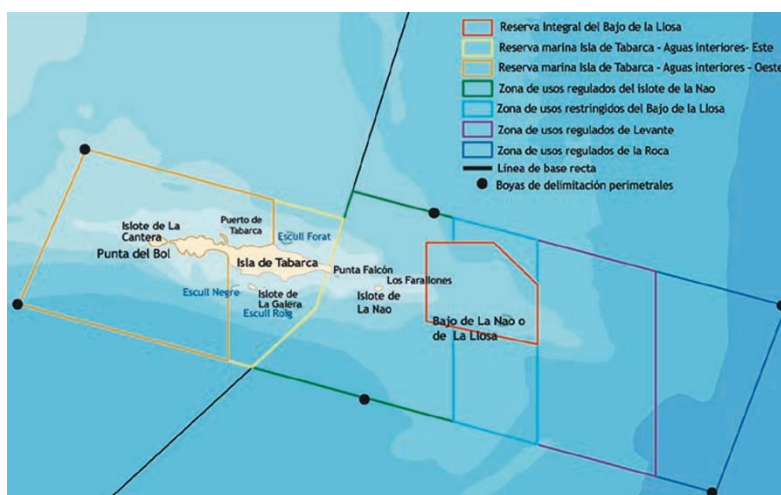 Reserva Integral del Bajo de la Llosa
Reserva marina Isla de Tabarca - Aguas interiores- Este
Reserva marina Isla de Tabarca - Aguas interiores - Oeste
Zona de usos regulados del Islote de la Nao
Zona de usos restringidos del Bajo de la Llosa
Zona de usos regulados de Levante
Zona de usos regulados de la Roca
Línea de base recta
Boyas de delimitación perimetrales
Islote de La
Cantera
Punta del Bol
Puerto de
Tabarca
Escull Forat
Isla de Tabarca
Punta Falcón
Los Farallones
Escull Negre
Islote de
La Galera
Escull Roig
Islote de
La Nao
Bajo de La Nao o
de La Llosa